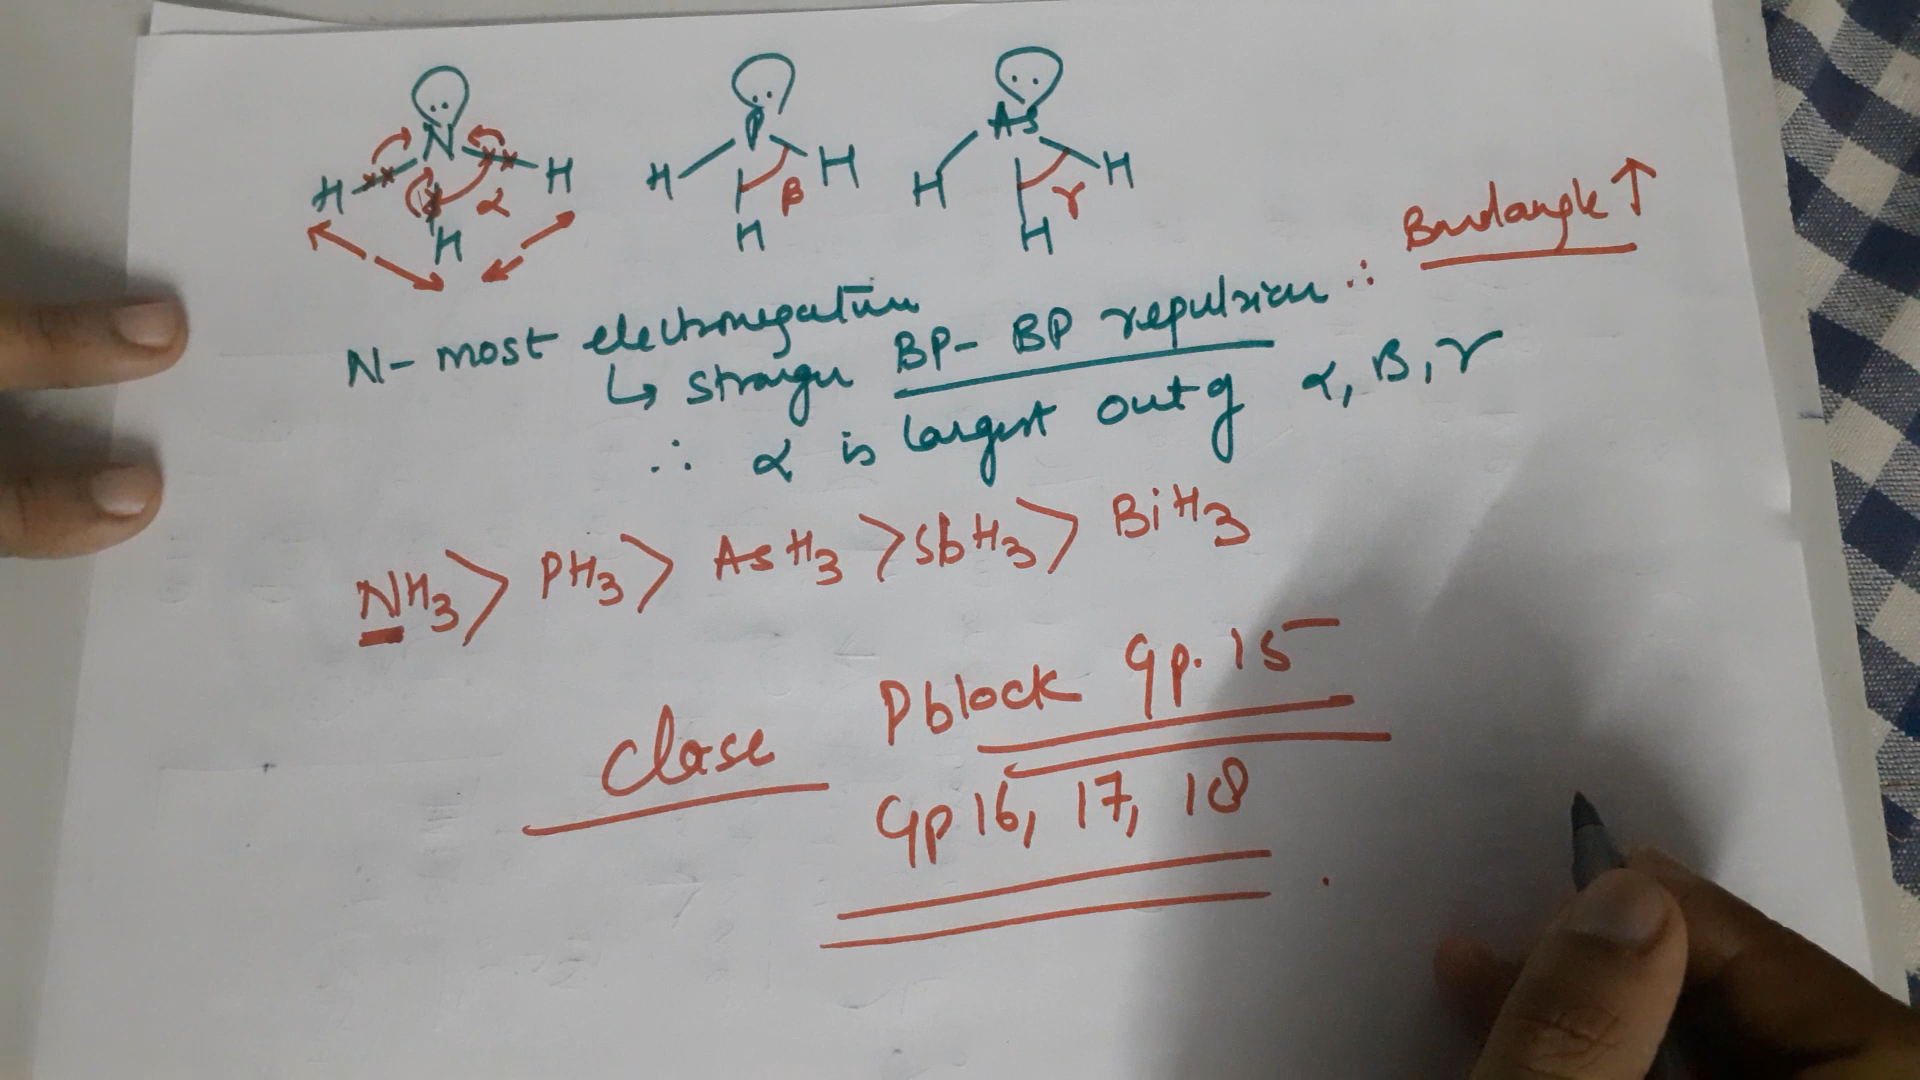 N P As
H H H H H H
α β γ
H H H
Bondangle ↑
N- most electronegative
↳ stronger BP- BP repulsion ∴
∴ α is largest out of α, β, γ
NH3 > PH3 > AsH3 > SbH3 > BiH3
Pblock Gp. 15
Close
Gp 16, 17, 18